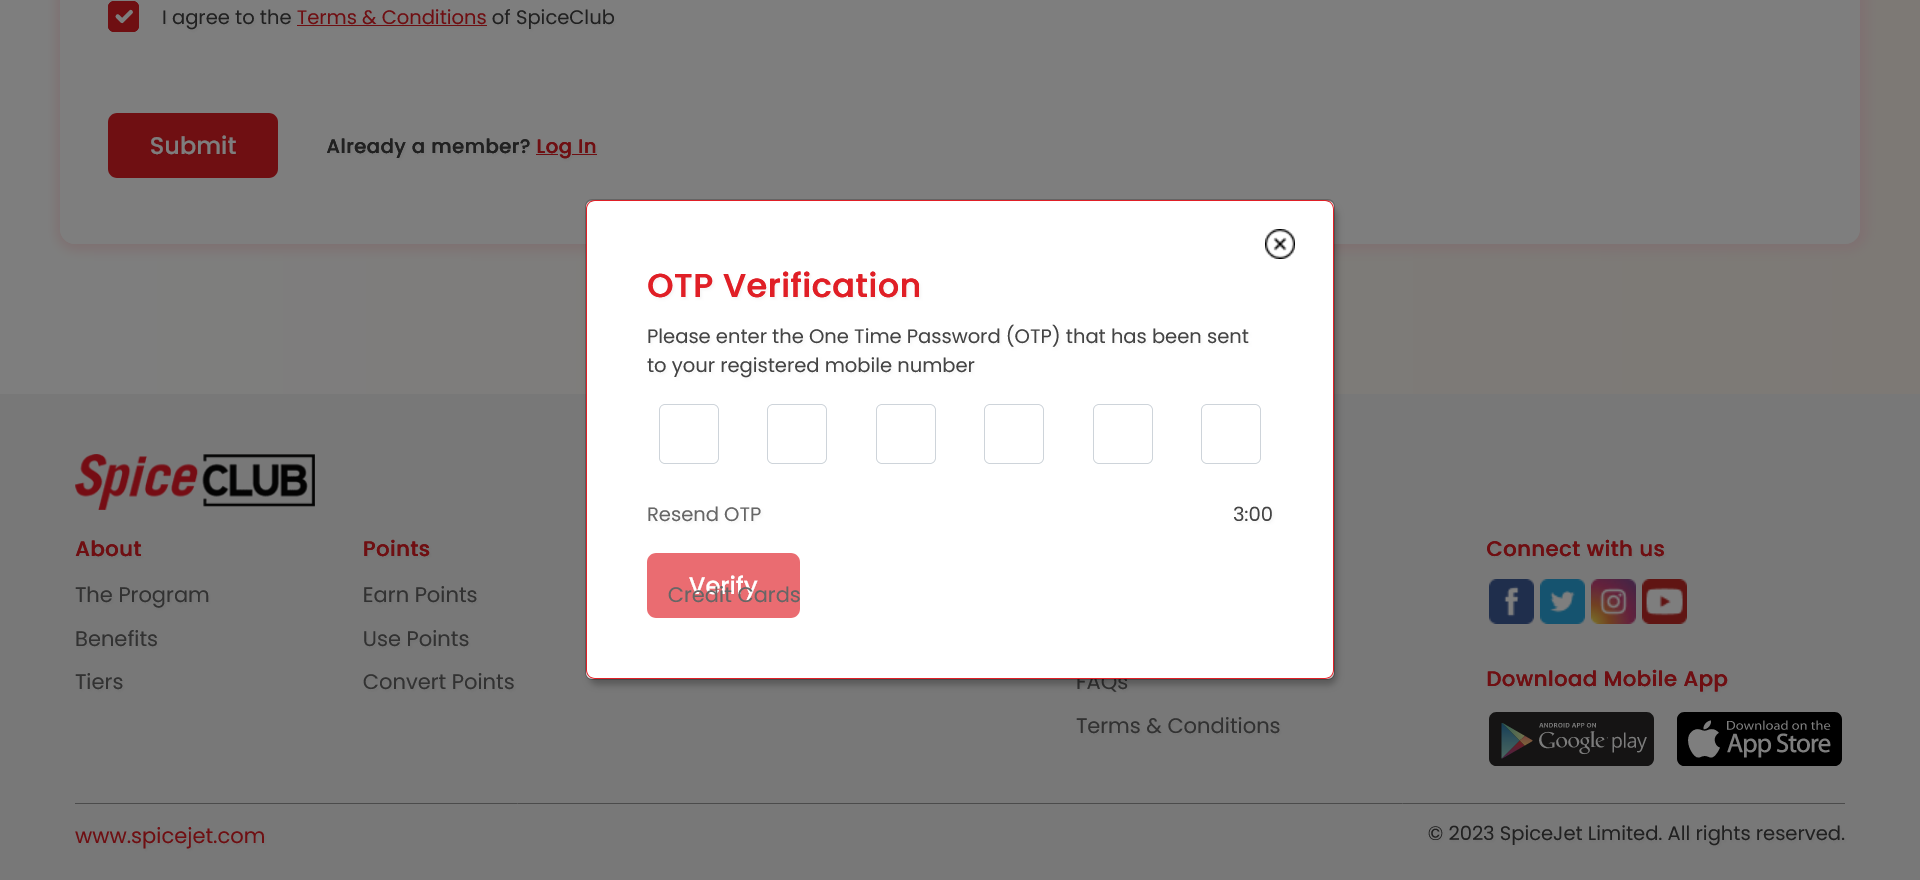 I agree to the Terms & Conditions of SpiceClub
Submit
Already a member? Log In
OTP Verification
Please enter the One Time Password (OTP) that has been sent
to your registered mobile number
Resend OTP
3:00
Verify
Credit Cards
Spice CLUB
About
The Program
Benefits
Tiers
Points
Earn Points
Use Points
Convert Points
FAQs
Terms & Conditions
Connect with us
Download Mobile App
ANDROID APP ON
Google play
Download on the
App Store
www.spicejet.com
© 2023 SpiceJet Limited. All rights reserved.